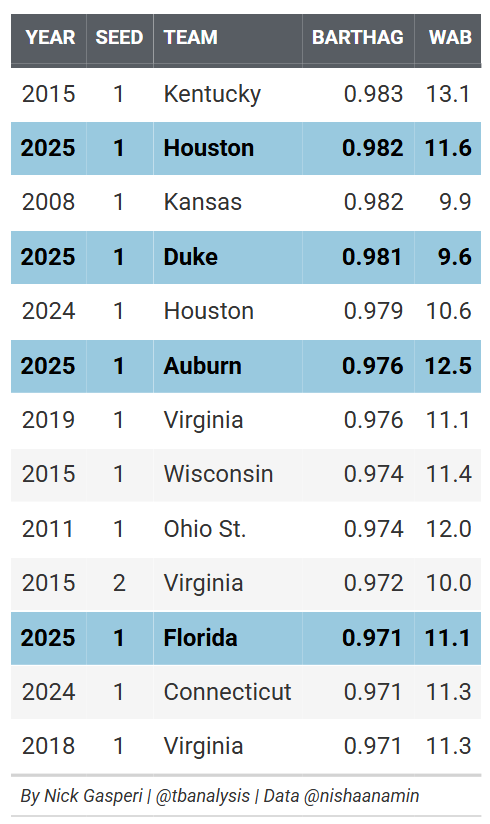 YEAR SEED TEAM BARTHAG WAB
2015 1 Kentucky 0.983 13.1
2025 1 Houston 0.982 11.6
2008 1 Kansas 0.982 9.9
2025 1 Duke 0.981 9.6
2024 1 Houston 0.979 10.6
2025 1 Auburn 0.976 12.5
2019 1 Virginia 0.976 11.1
2015 1 Wisconsin 0.974 11.4
2011 1 Ohio St. 0.974 12.0
2015 2 Virginia 0.972 10.0
2025 1 Florida 0.971 11.1
2024 1 Connecticut 0.971 11.3
2018 1 Virginia 0.971 11.3
By Nick Gasperi | @tbanalysis | Data @nishaanamin